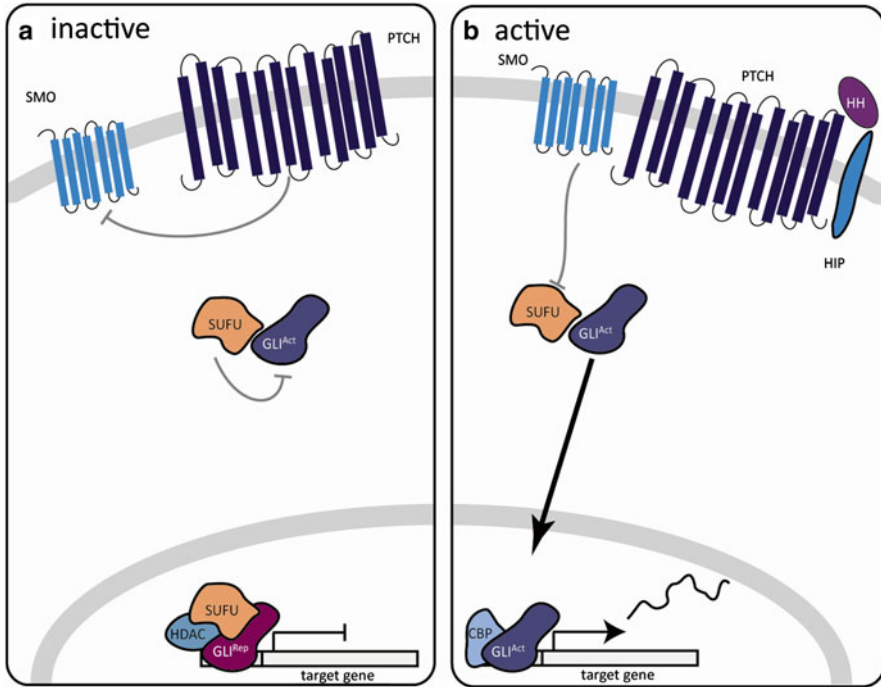 a inactive
PTCH
SMO
SUFU
GLIAct
SUFU
HDAC
GLIRep
target gene
b active
SMO
PTCH
HH
HIP
SUFU
GLIAct
CBP
GLIAct
target gene